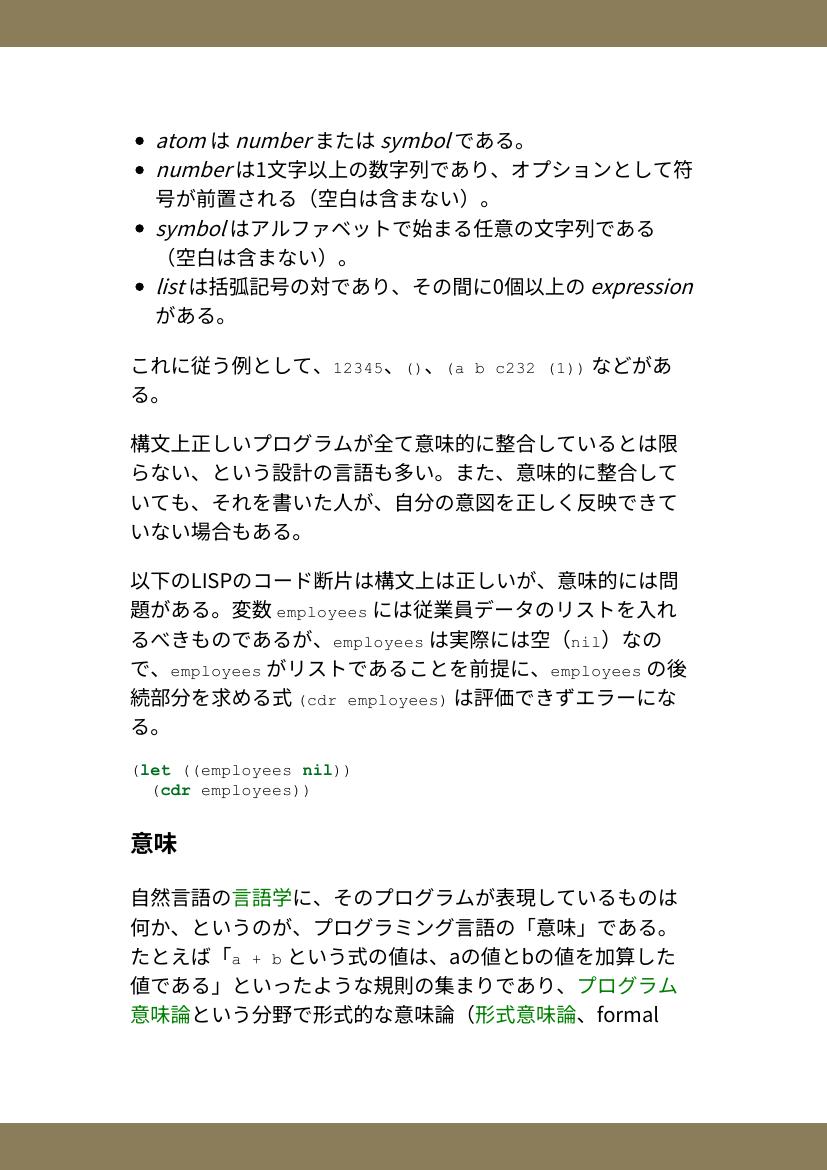 • atom は number または symbol である。
• number は1文字以上の数字列であり、オプションとして符
号が前置される（空白は含まない）。
• symbol はアルファベットで始まる任意の文字列である
（空白は含まない）。
• list は括弧記号の対であり、その間に0個以上の expression
がある。
これに従う例として、12345、()、(a b c232 (1)) などがあ
る。
構文上正しいプログラムが全て意味的に整合しているとは限
らない、という設計の言語も多い。また、意味的に整合して
いても、それを書いた人が、自分の意図を正しく反映できて
いない場合もある。
以下のLISPのコード断片は構文上は正しいが、意味的には問
題がある。変数 employees には従業員データのリストを入れ
るべきものであるが、employees は実際には空（nil）なの
で、employees がリストであることを前提に、employees の後
続部分を求める式 (cdr employees) は評価できずエラーにな
る。
(let ((employees nil))
  (cdr employees))
意味
自然言語の言語学に、そのプログラムが表現しているものは
何か、というのが、プログラミング言語の「意味」である。
たとえば「a + b という式の値は、aの値とbの値を加算した
値である」といったような規則の集まりであり、プログラム
意味論という分野で形式的な意味論（形式意味論、formal